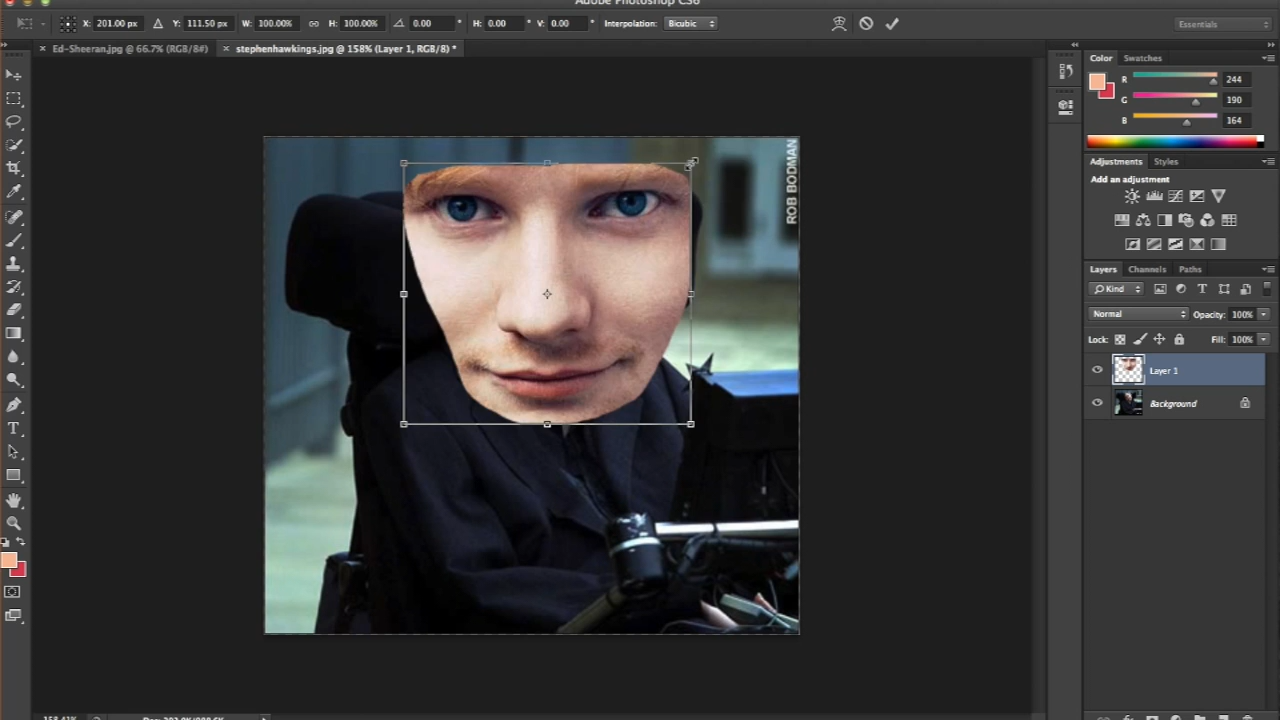 Adobe Photoshop CS6
X: 201.00 px Y: 111.50 px W: 100.00% H: 100.00% 0.00 ° H: 0.00 ° V: 0.00 ° Interpolation: Bicubic Essentials
× Ed-Sheeran.jpg @ 66.7% (RGB/8#) × stephenhawkings.jpg @ 158% (Layer 1, RGB/8) *
Color Swatches
R 244
G 190
B 164
ROB BODMAN
Adjustments Styles
Add an adjustment
Layers Channels Paths
Kind
Normal Opacity: 100%
Lock: Fill: 100%
Layer 1
Background